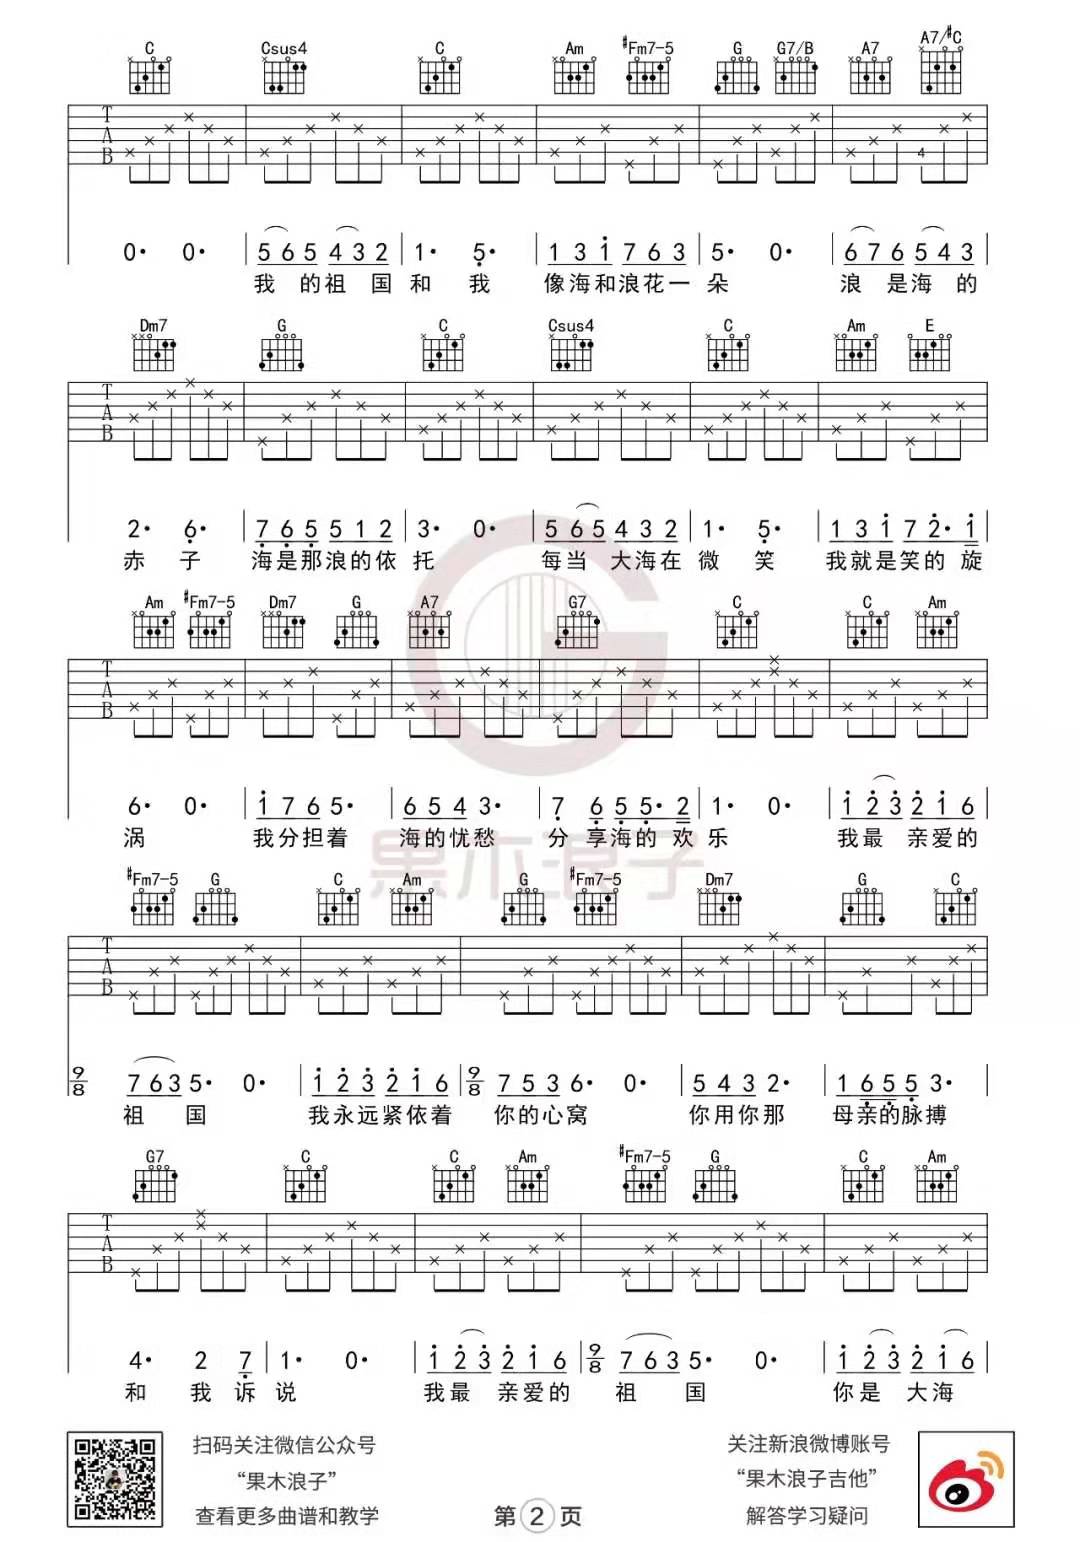 C Csus4 C Am #Fm7-5 G G7/B A7 A7/#C
T A B
4
0· 0· | 5 6 5 4 3 2 | 1· 5· | 1 3 1 7 6 3 | 5· 0· | 6 7 6 5 4 3
我 的祖 国 和 我 像海和浪花一 朵 浪 是海 的
Dm7 G C Csus4 C Am E
T A B
2· 6· | 7 6 5 5 1 2 | 3· 0· | 5 6 5 4 3 2 | 1· 5· | 1 3 1 7 2· 1
赤 子 海是那浪的依 托 每当 大海在 微 笑 我就是笑的 旋
Am #Fm7-5 Dm7 G A7 G7 C C Am
T A B
6· 0· | 1 7 6 5· | 6 5 4 3· | 7 6 5 5· 2 | 1· 0· | 1 2 3 2 1 6
涡 我分担着 海的忧愁 分 享海的 欢 乐 我最 亲爱的
果木浪子
#Fm7-5 G C Am G #Fm7-5 Dm7 G C
T A B
9/8 7 6 3 5· 0· | 1 2 3 2 1 6 | 9/8 7 5 3 6· 0· | 5 4 3 2· | 1 6 5 5 3·
祖 国 我永远紧依着 你的心窝 你用你那 母亲的脉搏
G7 C C Am #Fm7-5 G C Am
T A B
4· 2 7 | 1· 0· | 1 2 3 2 1 6 | 9/8 7 6 3 5· 0· | 1 2 3 2 1 6
和 我 诉 说 我最 亲爱的 祖 国 你是 大海
扫码关注微信公众号
“果木浪子”
查看更多曲谱和教学
第 2 页
关注新浪微博账号
“果木浪子吉他”
解答学习疑问